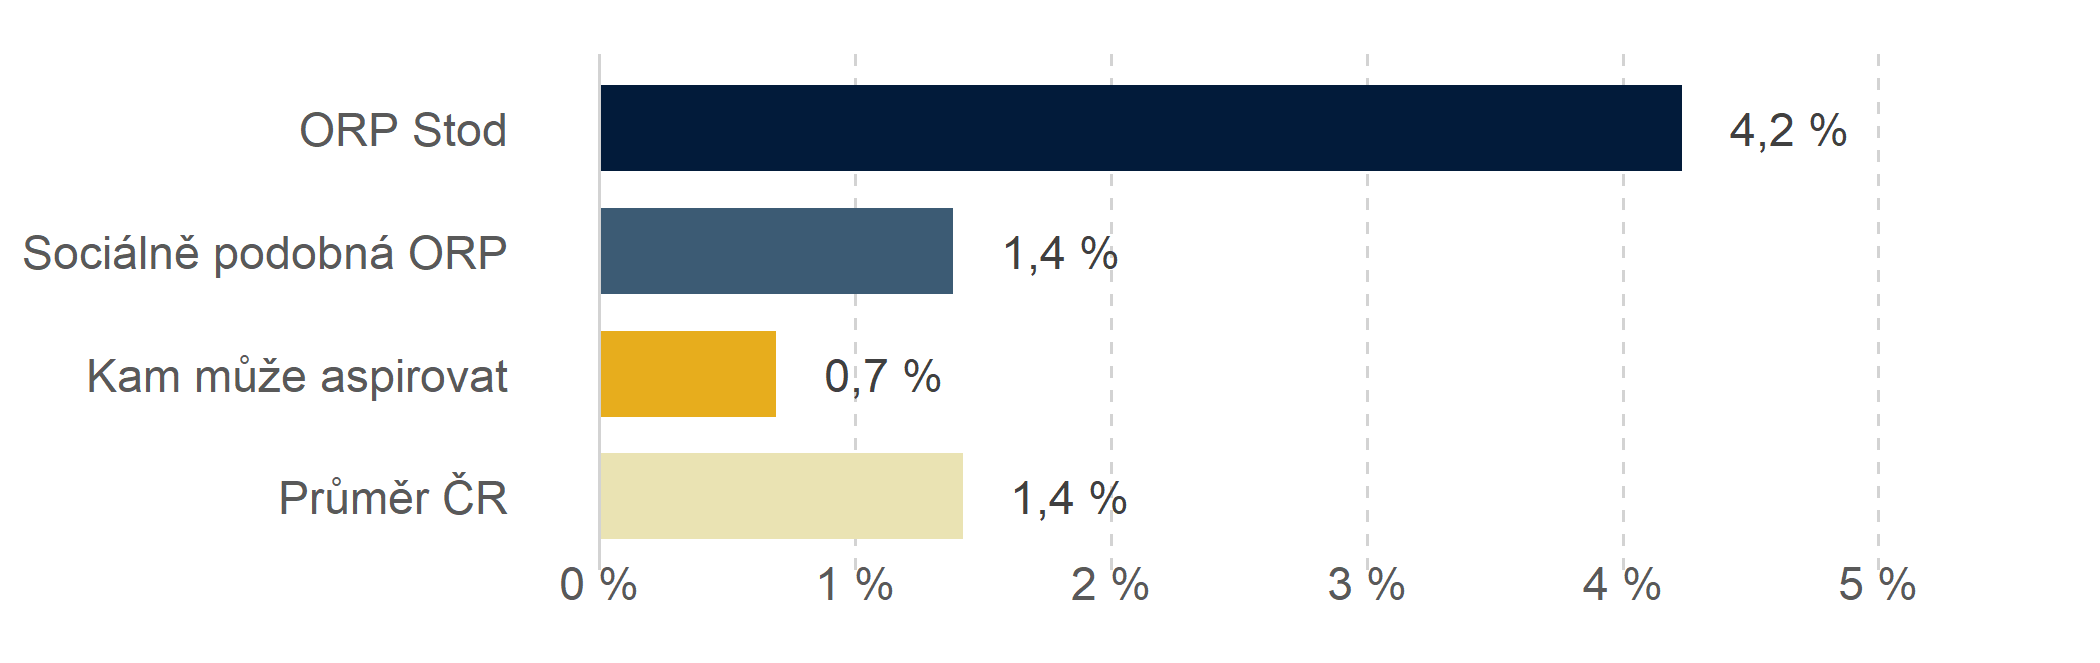 ORP Stod
4,2 %
Sociálně podobná ORP
1,4 %
Kam může aspirovat
0,7 %
Průměr ČR
1,4 %
0 % 1 % 2 % 3 % 4 % 5 %